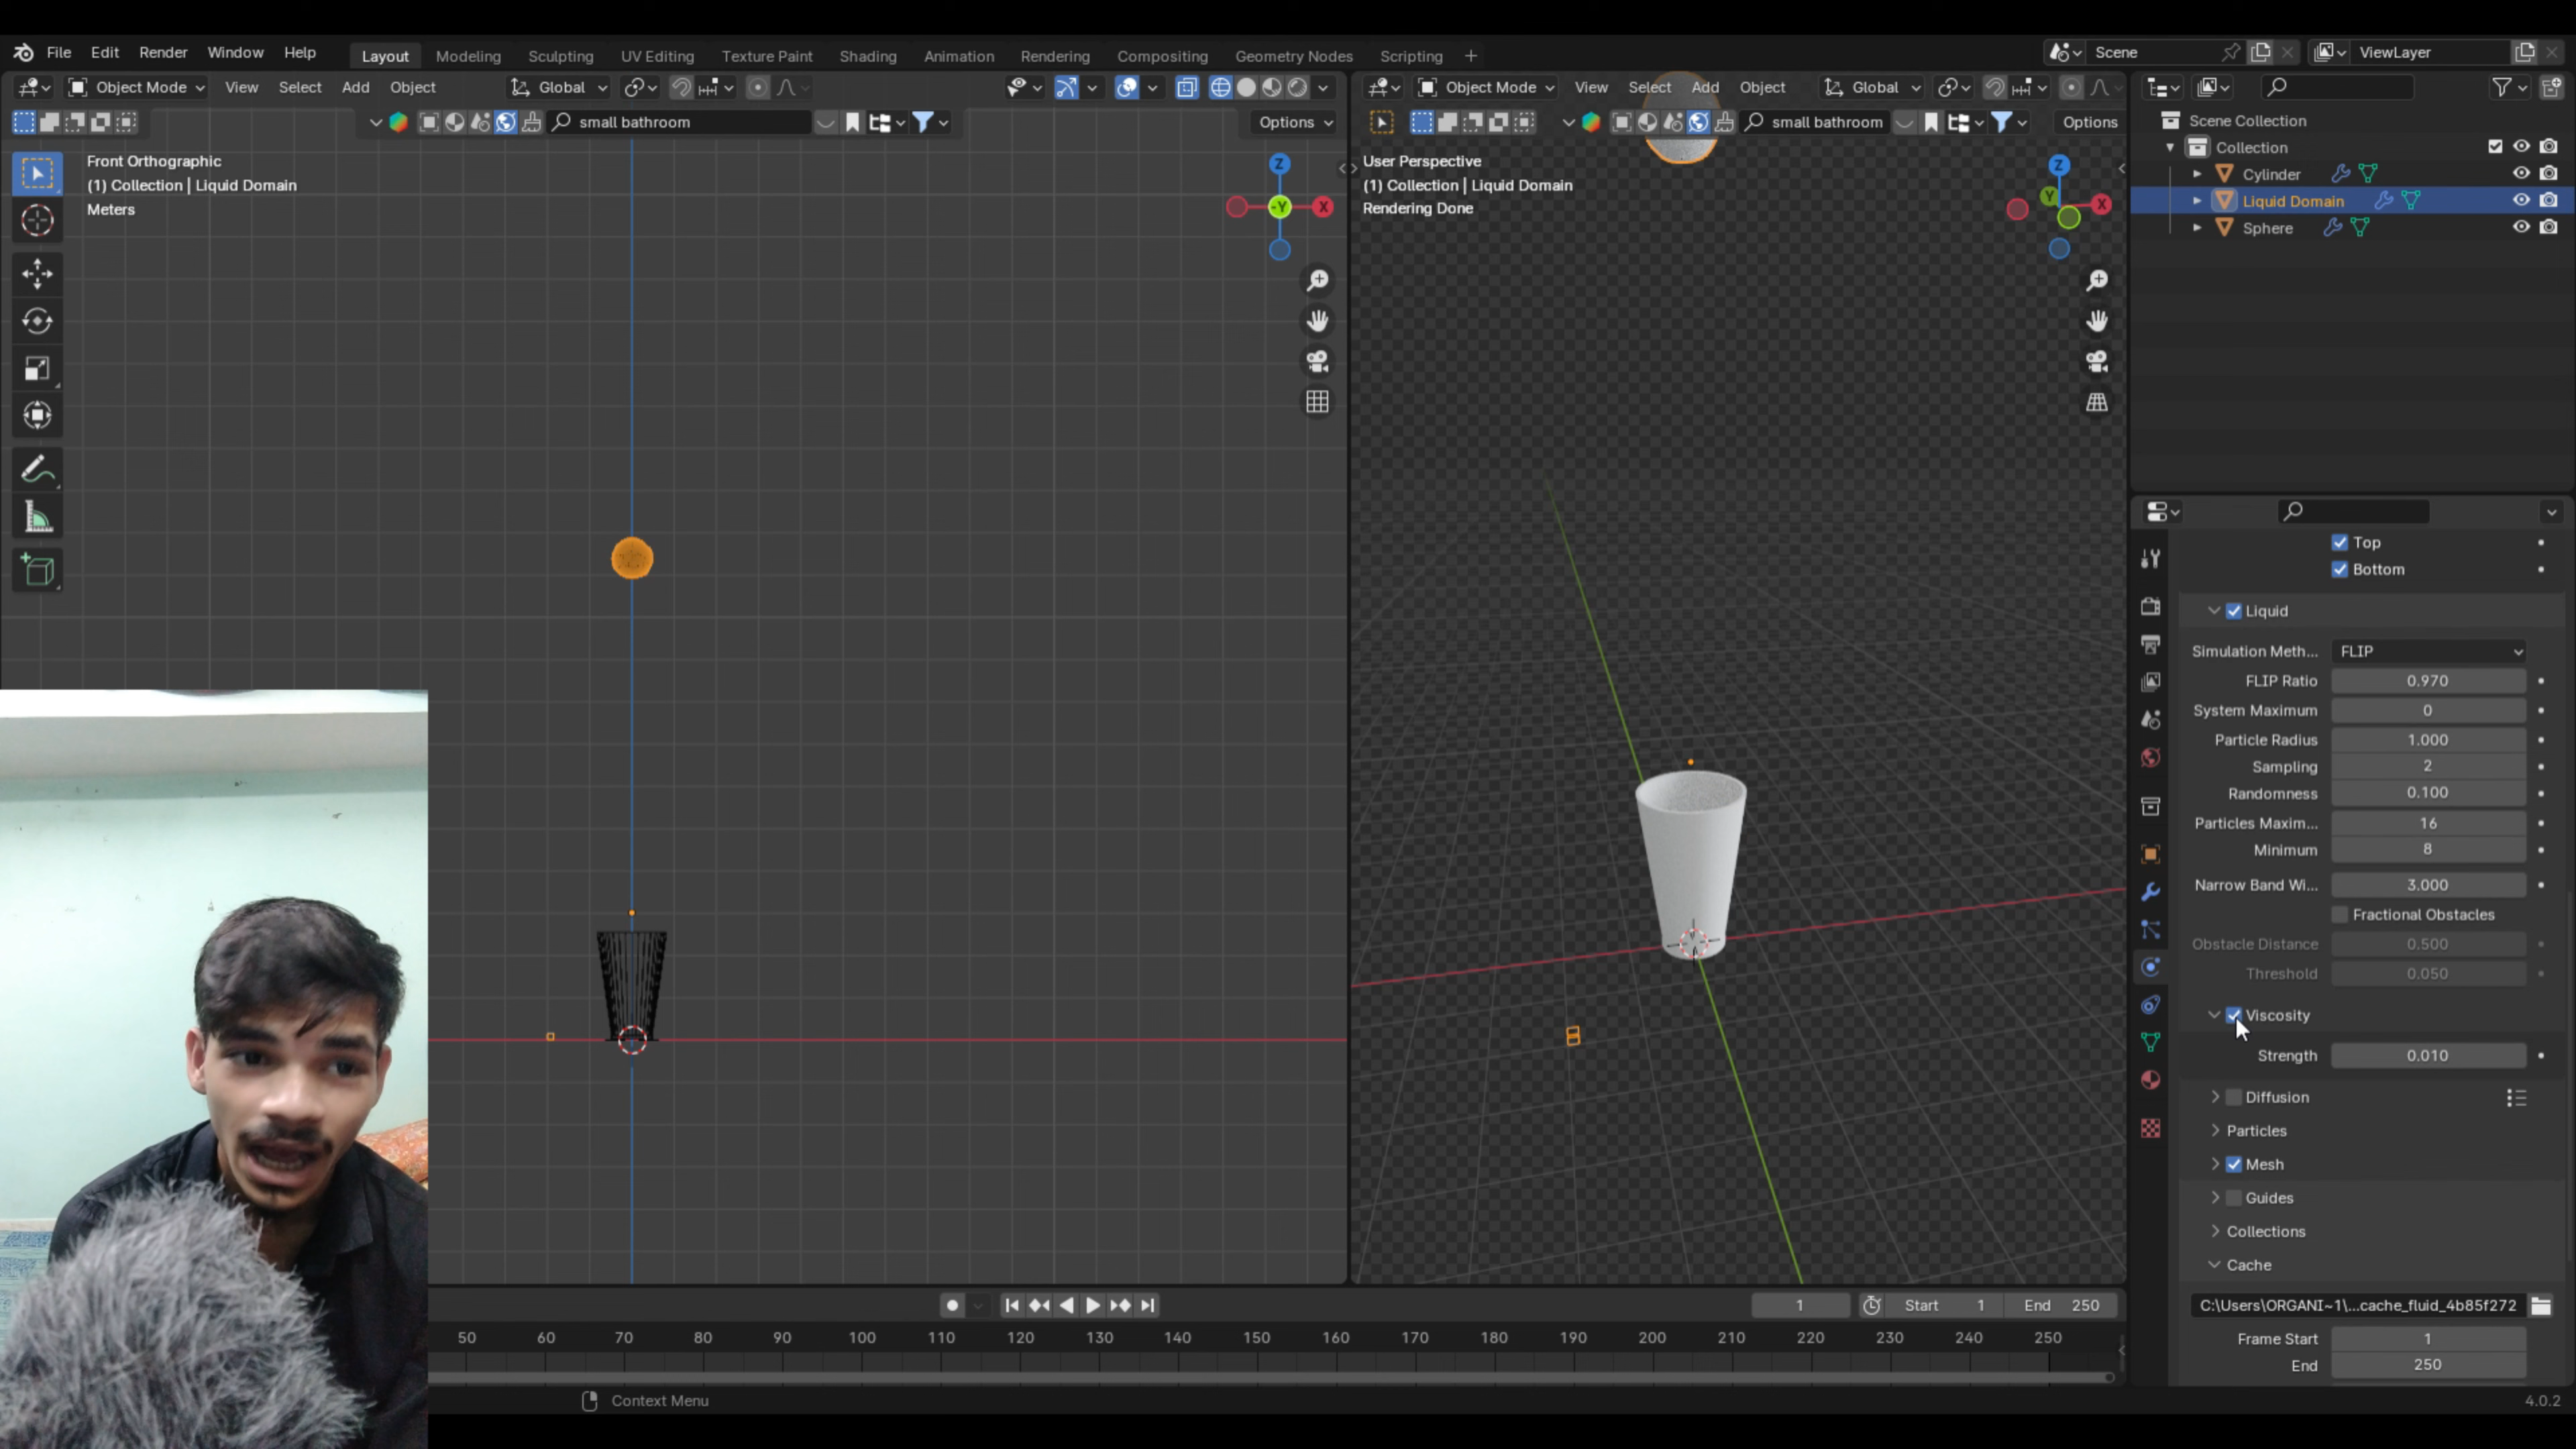 File Edit Render Window Help Layout Modeling Sculpting UV Editing Texture Paint Shading Animation Rendering Compositing Geometry Nodes Scripting + Scene ViewLayer
Object Mode View Select Add Object Global
Object Mode View Select Add Object Global
small bathroom Options
small bathroom Options
Front Orthographic
(1) Collection | Liquid Domain
Meters
Z
-Y
X
User Perspective
(1) Collection | Liquid Domain
Rendering Done
Z
Y
X
Scene Collection
Collection
Cylinder
Liquid Domain
Sphere
Top
Bottom
Liquid
Simulation Meth... FLIP
FLIP Ratio 0.970
System Maximum 0
Particle Radius 1.000
Sampling 2
Randomness 0.100
Particles Maxim... 16
Minimum 8
Narrow Band Wi... 3.000
Fractional Obstacles
Obstacle Distance 0.500
Threshold 0.050
Viscosity
Strength 0.010
Diffusion
Particles
Mesh
Guides
Collections
Cache
C:\Users\ORGANI~1\...cache_fluid_4b85f272
Frame Start 1
End 250
1 Start 1 End 250
50 60 70 80 90 100 110 120 130 140 150 160 170 180 190 200 210 220 230 240 250
Context Menu
4.0.2